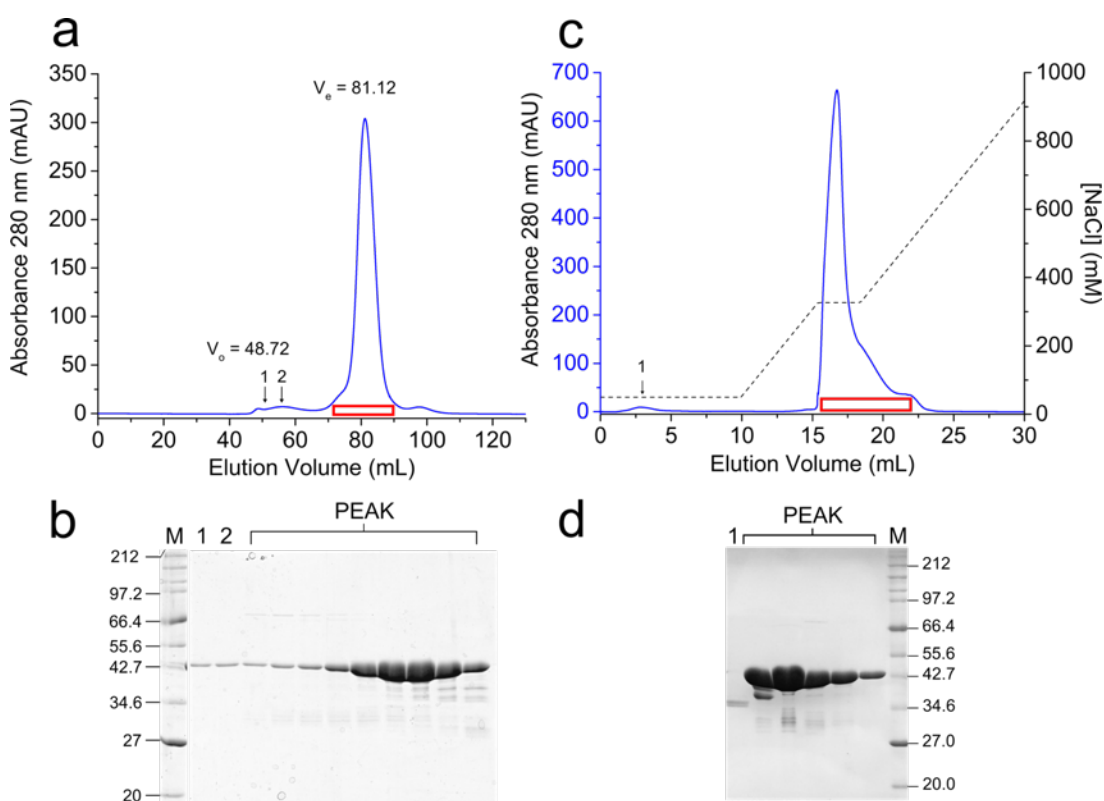 a
350
300
250
200
150
100
50
0
Absorbance 280 nm (mAU)
Ve = 81.12
Vo = 48.72
1 2
0 20 40 60 80 100 120
Elution Volume (mL)
c
700
600
500
400
300
200
100
0
Absorbance 280 nm (mAU)
1
1000
800
600
400
200
0
[NaCl] (mM)
0 5 10 15 20 25 30
Elution Volume (mL)
b
PEAK
M 1 2
212
97.2
66.4
55.6
42.7
34.6
27
20
d
PEAK
1 M
212
97.2
66.4
55.6
42.7
34.6
27.0
20.0